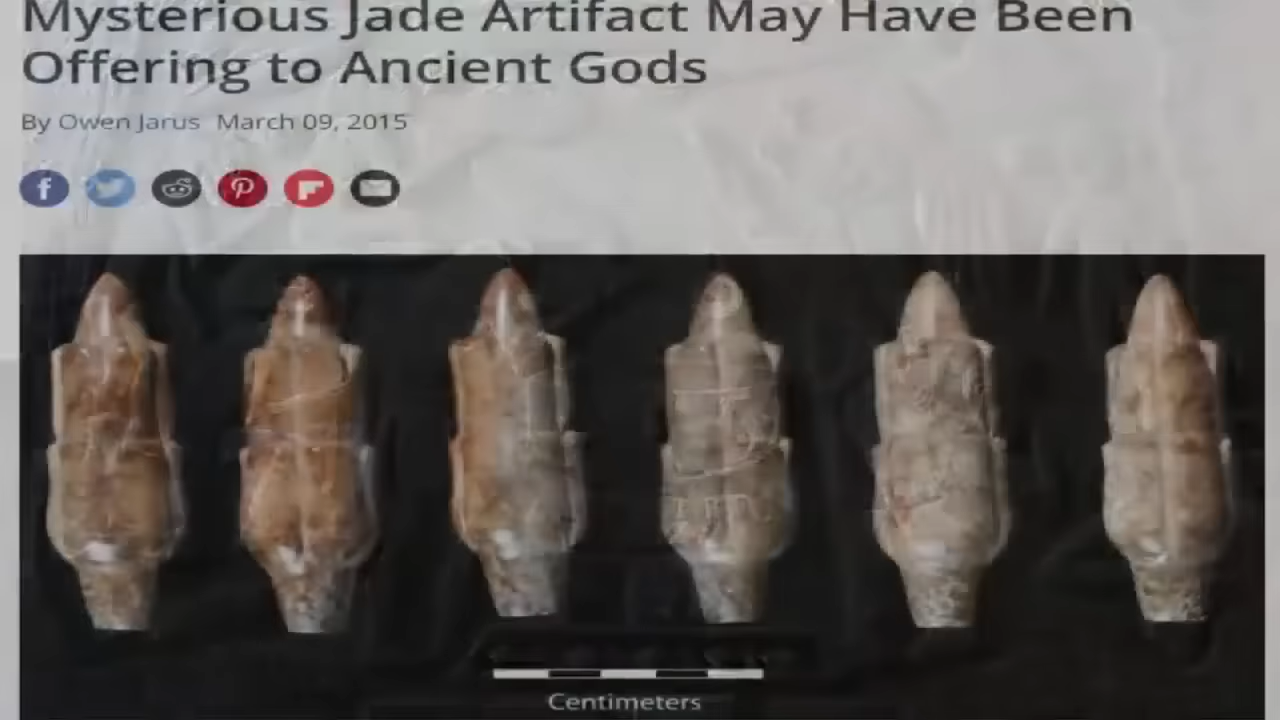 Mysterious Jade Artifact May Have Been
Offering to Ancient Gods
By Owen Jarus March 09, 2015
Centimeters